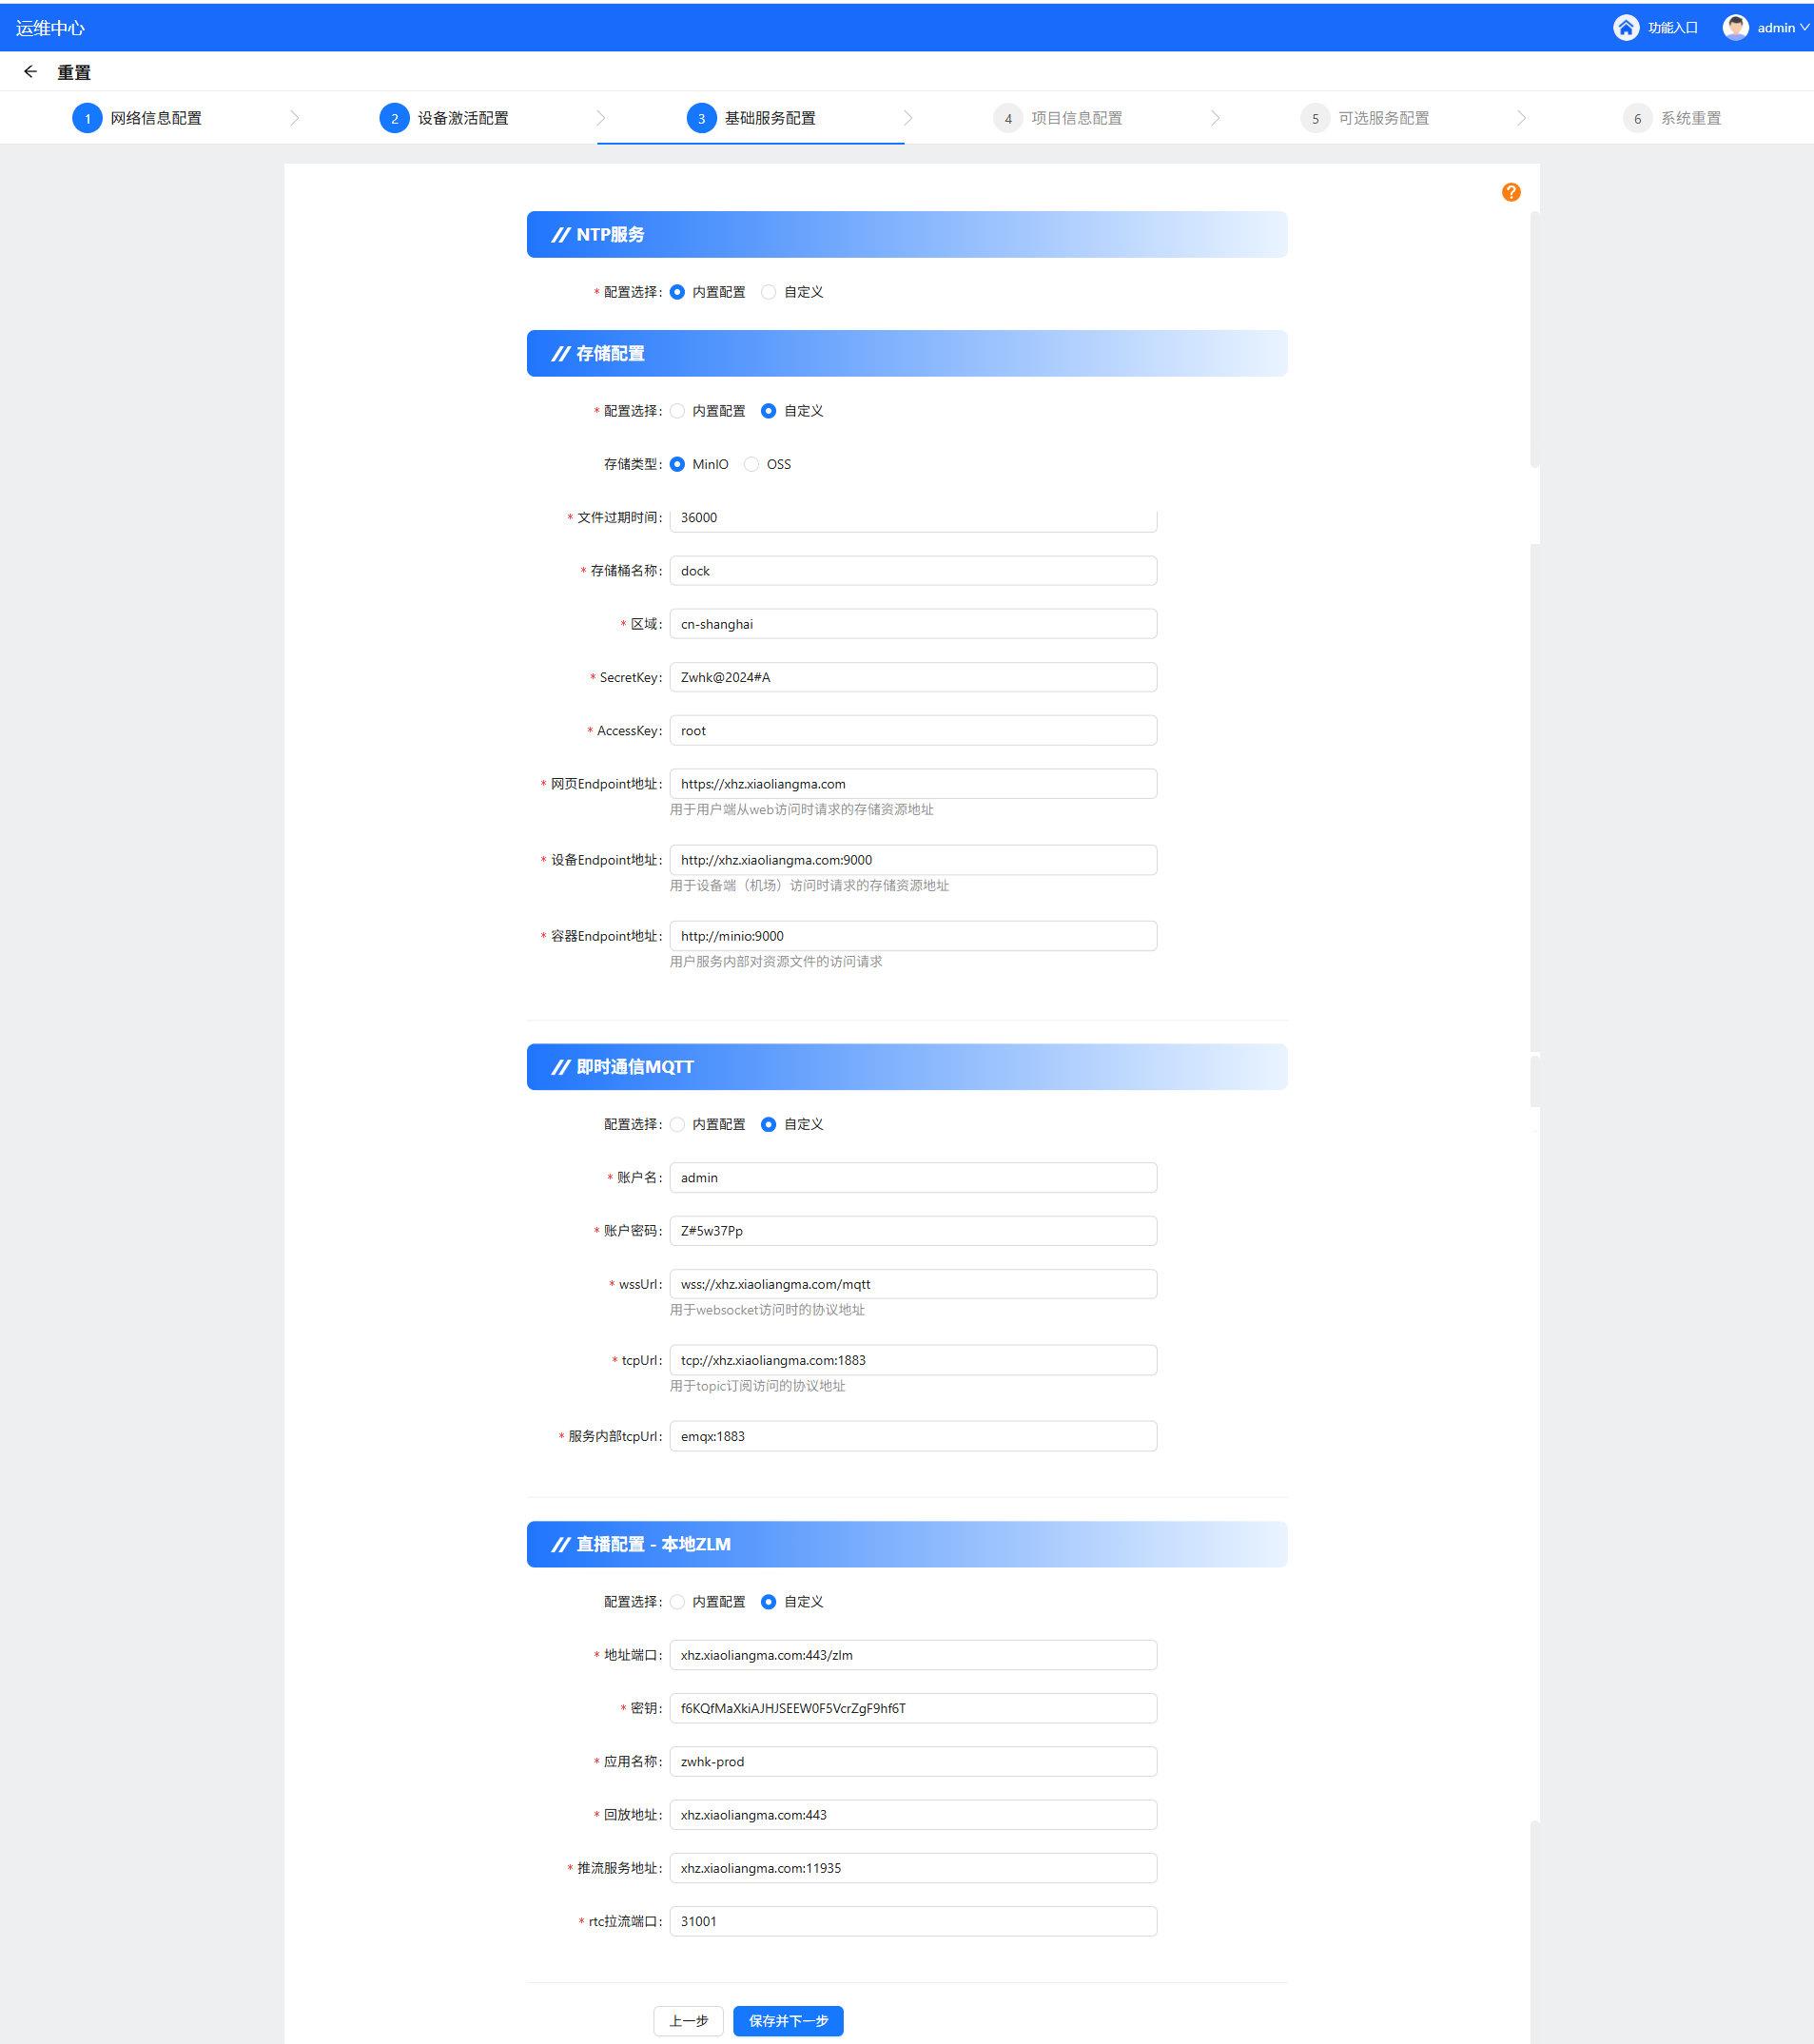 运维中心
功能入口
admin
重置
1 网络信息配置
2 设备激活配置
3 基础服务配置
4 项目信息配置
5 可选服务配置
6 系统重置
?
// NTP服务
* 配置选择: 内置配置 自定义
// 存储配置
* 配置选择: 内置配置 自定义
存储类型: MinIO OSS
* 文件过期时间: 36000
* 存储桶名称: dock
* 区域: cn-shanghai
* SecretKey: Zwhk@2024#A
* AccessKey: root
* 网页Endpoint地址: https://xhz.xiaoliangma.com
用于用户端从web访问时请求的存储资源地址
* 设备Endpoint地址: http://xhz.xiaoliangma.com:9000
用于设备端（机场）访问时请求的存储资源地址
* 容器Endpoint地址: http://minio:9000
用户服务内部对资源文件的访问请求
// 即时通信MQTT
配置选择: 内置配置 自定义
* 账户名: admin
* 账户密码: Z#5w37Pp
* wssUrl: wss://xhz.xiaoliangma.com/mqtt
用于websocket访问时的协议地址
* tcpUrl: tcp://xhz.xiaoliangma.com:1883
用于topic订阅访问的协议地址
* 服务内部tcpUrl: emqx:1883
// 直播配置 - 本地ZLM
配置选择: 内置配置 自定义
* 地址端口: xhz.xiaoliangma.com:443/zlm
* 密钥: f6KQfMaXkiAJHJSEEW0F5VcrZgF9hf6T
* 应用名称: zwhk-prod
* 回放地址: xhz.xiaoliangma.com:443
* 推流服务地址: xhz.xiaoliangma.com:11935
* rtc拉流端口: 31001
上一步 保存并下一步